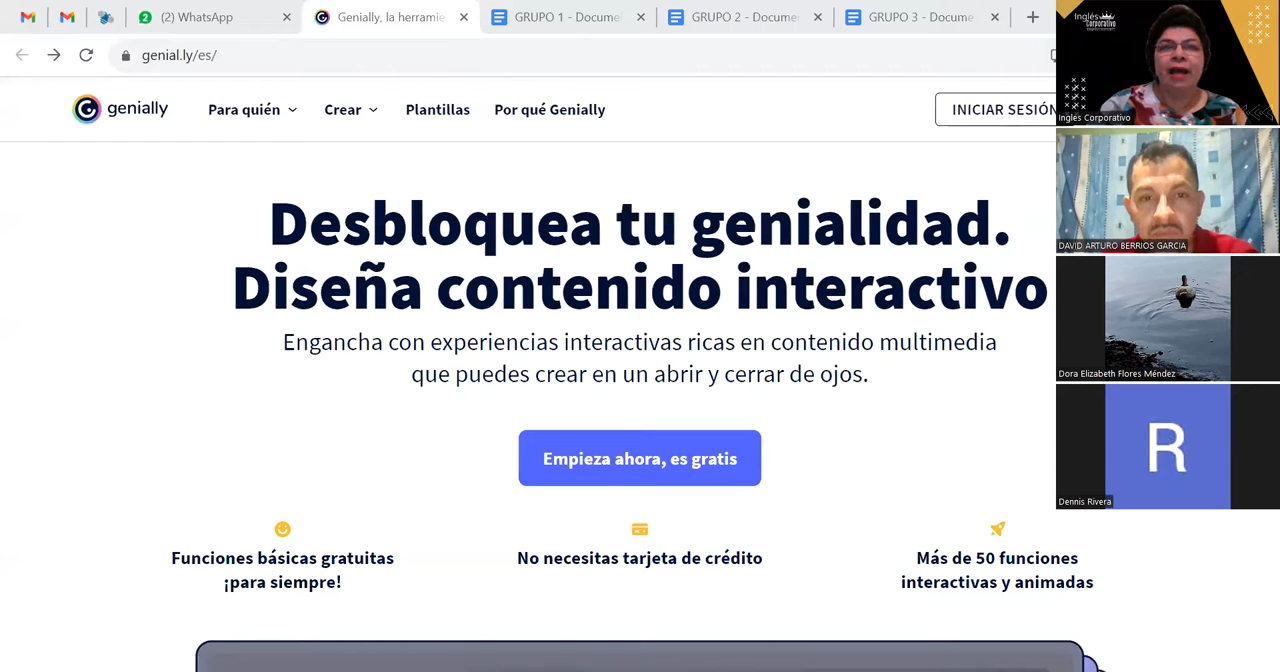 (2) WhatsApp
Genially, la herramie
GRUPO 1 - Docume
GRUPO 2 - Docume
GRUPO 3 - Docume
genial.ly/es/
genially
Para quién
Crear
Plantillas
Por qué Genially
INICIAR SESIÓN
Desbloquea tu genialidad.
Diseña contenido interactivo
Engancha con experiencias interactivas ricas en contenido multimedia
que puedes crear en un abrir y cerrar de ojos.
Empieza ahora, es gratis
Funciones básicas gratuitas
¡para siempre!
No necesitas tarjeta de crédito
Más de 50 funciones
interactivas y animadas
Inglés
Corporativo
Inglés Corporativo
DAVID ARTURO BERRIOS GARCIA
Dora Elizabeth Flores Méndez
R
Dennis Rivera